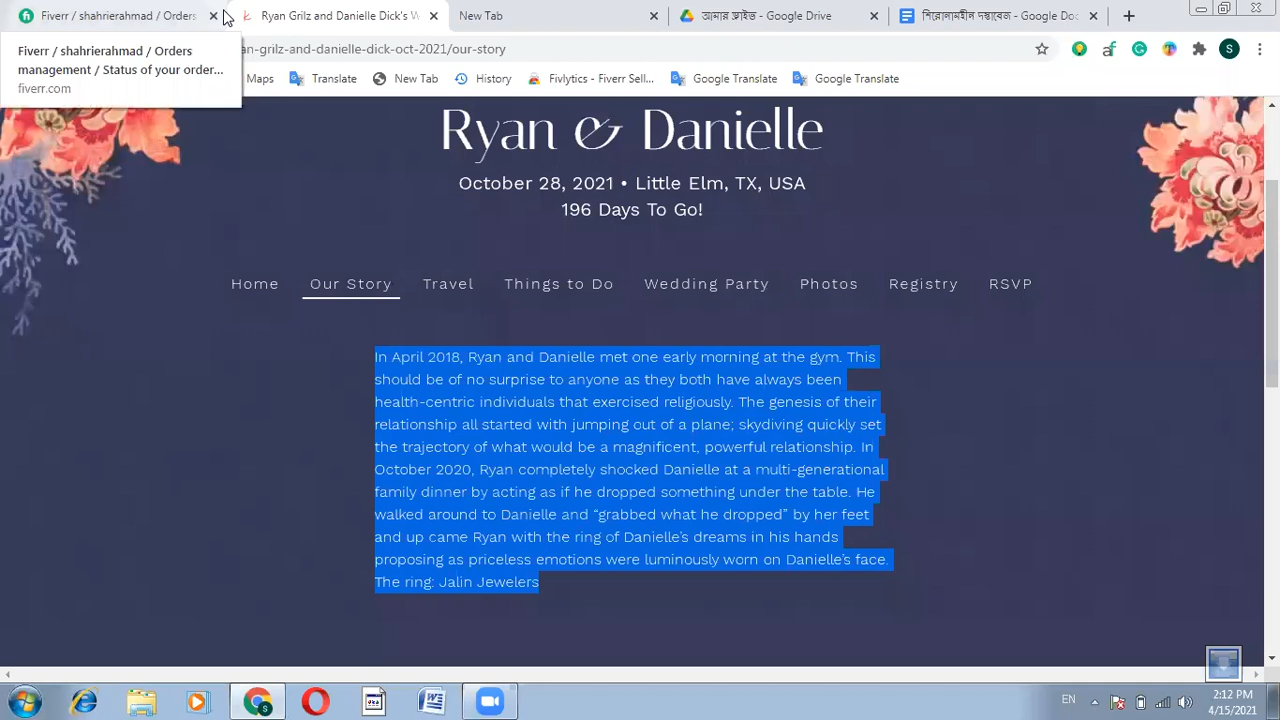 Fiverr / shahrierahmad / Orders
Ryan Grilz and Danielle Dick's W
New Tab
আমার ড্রাইভ - Google Drive
শিরোনামহীন দস্তাবেজ - Google Doc
Fiverr / shahrierahmad / Orders
management / Status of your order...
fiverr.com
an-grilz-and-danielle-dick-oct-2021/our-story
Maps
Translate
New Tab
History
Fivlytics - Fiverr Sell...
Google Translate
Google Translate
Ryan & Danielle
October 28, 2021 • Little Elm, TX, USA
196 Days To Go!
Home
Our Story
Travel
Things to Do
Wedding Party
Photos
Registry
RSVP
In April 2018, Ryan and Danielle met one early morning at the gym. This
should be of no surprise to anyone as they both have always been
health-centric individuals that exercised religiously. The genesis of their
relationship all started with jumping out of a plane; skydiving quickly set
the trajectory of what would be a magnificent, powerful relationship. In
October 2020, Ryan completely shocked Danielle at a multi-generational
family dinner by acting as if he dropped something under the table. He
walked around to Danielle and “grabbed what he dropped” by her feet
and up came Ryan with the ring of Danielle’s dreams in his hands
proposing as priceless emotions were luminously worn on Danielle’s face.
The ring: Jalin Jewelers
EN
2:12 PM
4/15/2021